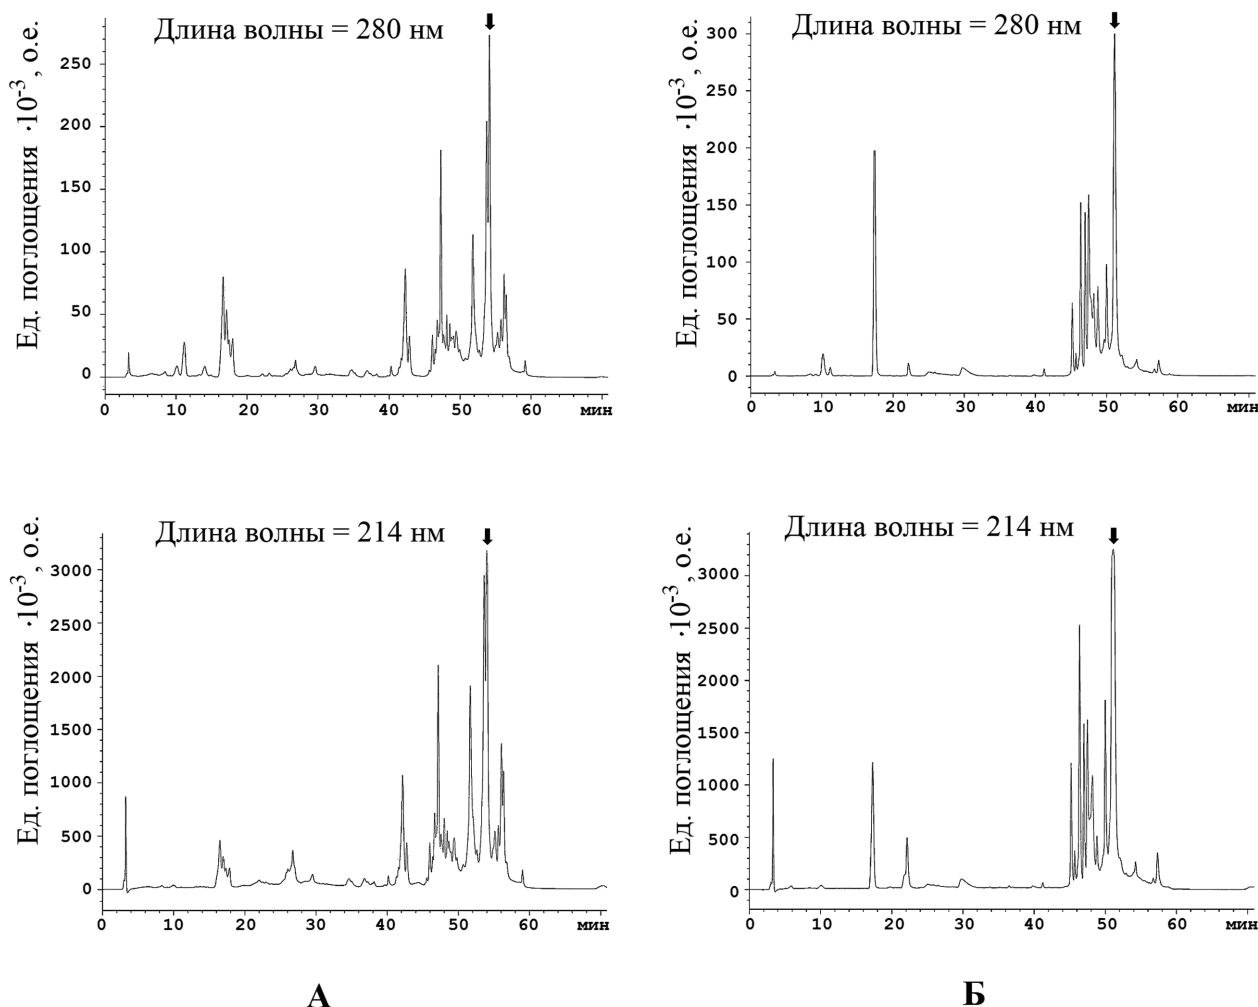 Длина волны = 280 нм
Ед. поглощения ·10⁻³, о.е.
250
200
150
100
50
0
0 10 20 30 40 50 60 мин
Длина волны = 280 нм
Ед. поглощения ·10⁻³, о.е.
300
250
200
150
100
50
0
0 10 20 30 40 50 60 мин
Длина волны = 214 нм
Ед. поглощения ·10⁻³, о.е.
3000
2500
2000
1500
1000
500
0
0 10 20 30 40 50 60 мин
Длина волны = 214 нм
Ед. поглощения ·10⁻³, о.е.
3000
2500
2000
1500
1000
500
0
0 10 20 30 40 50 60 мин
А
Б